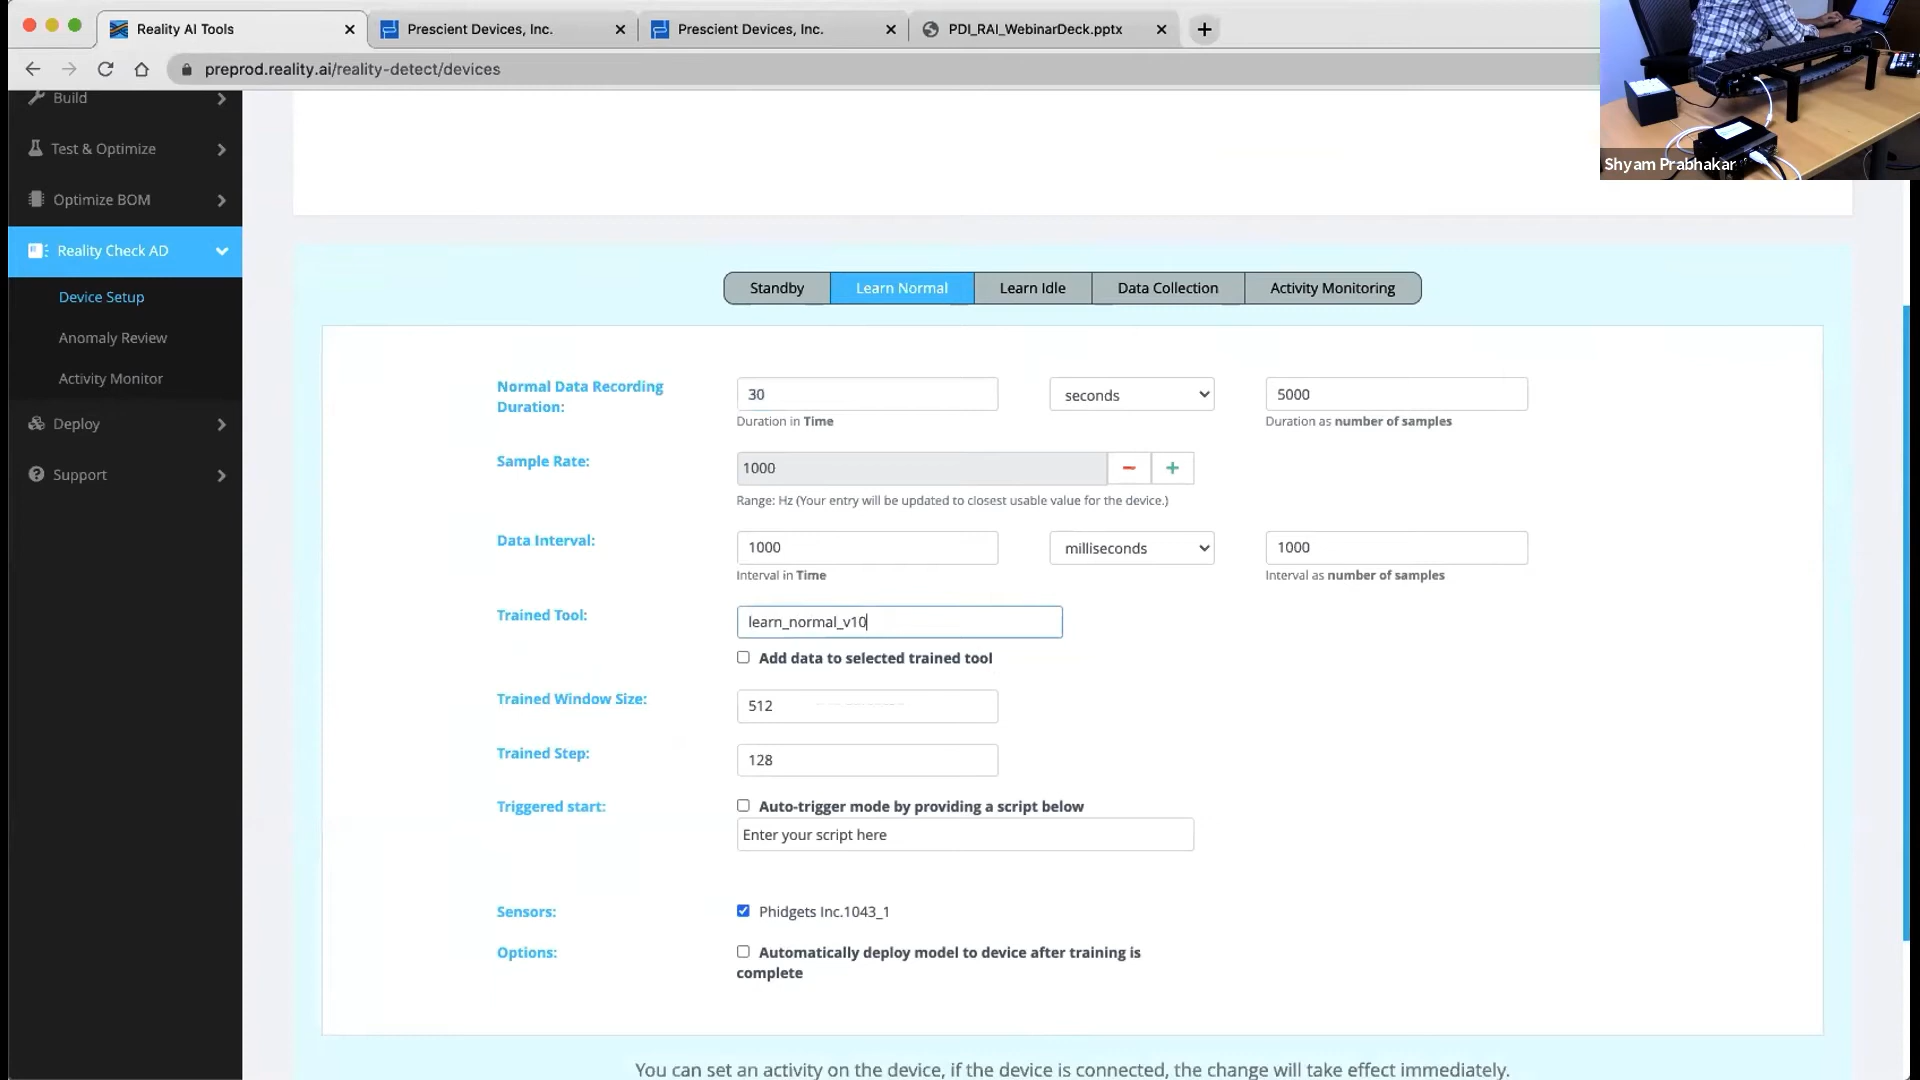 Reality AI Tools
Prescient Devices, Inc.
Prescient Devices, Inc.
PDI_RAI_WebinarDeck.pptx
preprod.reality.ai/reality-detect/devices
Shyam Prabhakar
Build
Test & Optimize
Optimize BOM
Reality Check AD
Device Setup
Anomaly Review
Activity Monitor
Deploy
Support
Standby
Learn Normal
Learn Idle
Data Collection
Activity Monitoring
Normal Data Recording
Duration:
30
seconds
5000
Duration in Time
Duration as number of samples
Sample Rate:
1000
Range: Hz (Your entry will be updated to closest usable value for the device.)
Data Interval:
1000
milliseconds
1000
Interval in Time
Interval as number of samples
Trained Tool:
learn_normal_v10
Add data to selected trained tool
Trained Window Size:
512
Trained Step:
128
Triggered start:
Auto-trigger mode by providing a script below
Enter your script here
Sensors:
Phidgets Inc.1043_1
Options:
Automatically deploy model to device after training is
complete
You can set an activity on the device, if the device is connected, the change will take effect immediately.